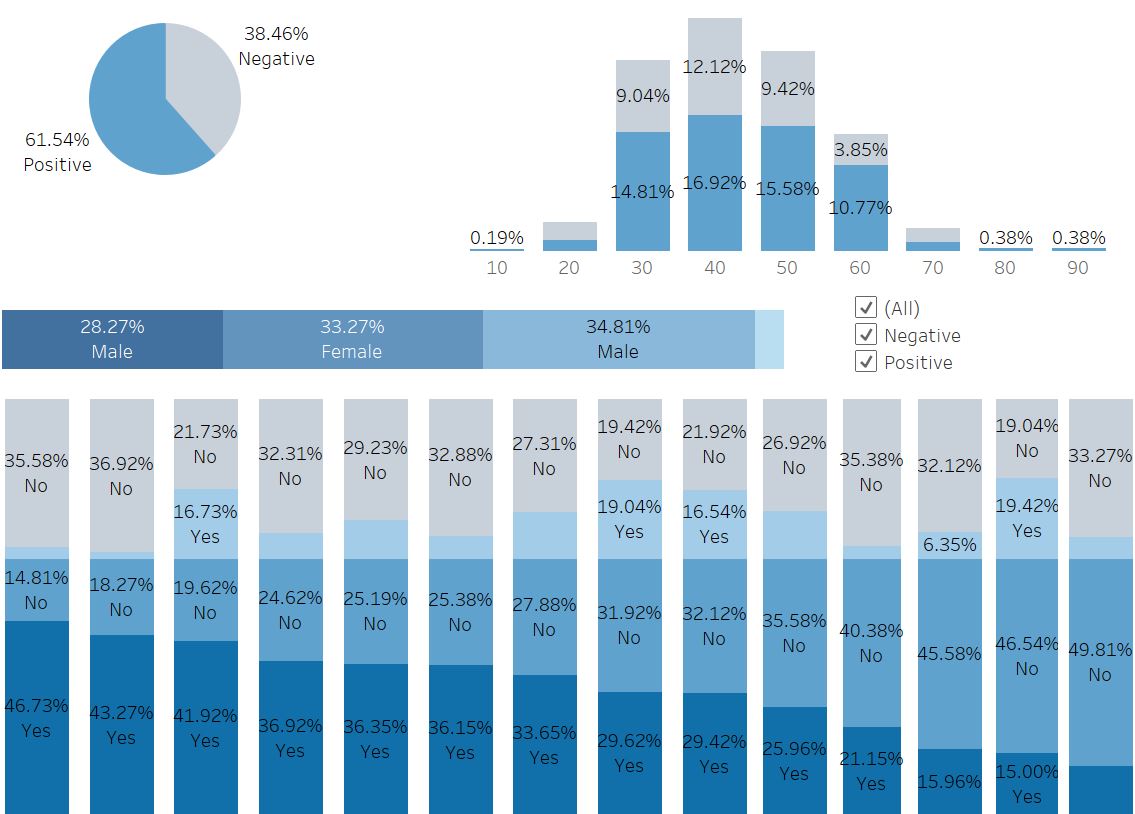 38.46%
Negative
61.54%
Positive
12.12%
9.04%
9.42%
3.85%
14.81%
16.92%
15.58%
10.77%
0.19%
0.38%
0.38%
10
20
30
40
50
60
70
80
90
28.27%
Male
33.27%
Female
34.81%
Male
(All)
Negative
Positive
35.58%
No
14.81%
No
46.73%
Yes
36.92%
No
18.27%
No
43.27%
Yes
21.73%
No
16.73%
Yes
19.62%
No
41.92%
Yes
32.31%
No
24.62%
No
36.92%
Yes
29.23%
No
25.19%
No
36.35%
Yes
32.88%
No
25.38%
No
36.15%
Yes
27.31%
No
27.88%
No
33.65%
Yes
19.42%
No
19.04%
Yes
31.92%
No
29.62%
Yes
21.92%
No
16.54%
Yes
32.12%
No
29.42%
Yes
26.92%
No
35.58%
No
25.96%
Yes
35.38%
No
40.38%
No
21.15%
Yes
32.12%
6.35%
45.58%
15.96%
19.04%
No
19.42%
Yes
46.54%
No
15.00%
Yes
33.27%
No
49.81%
No